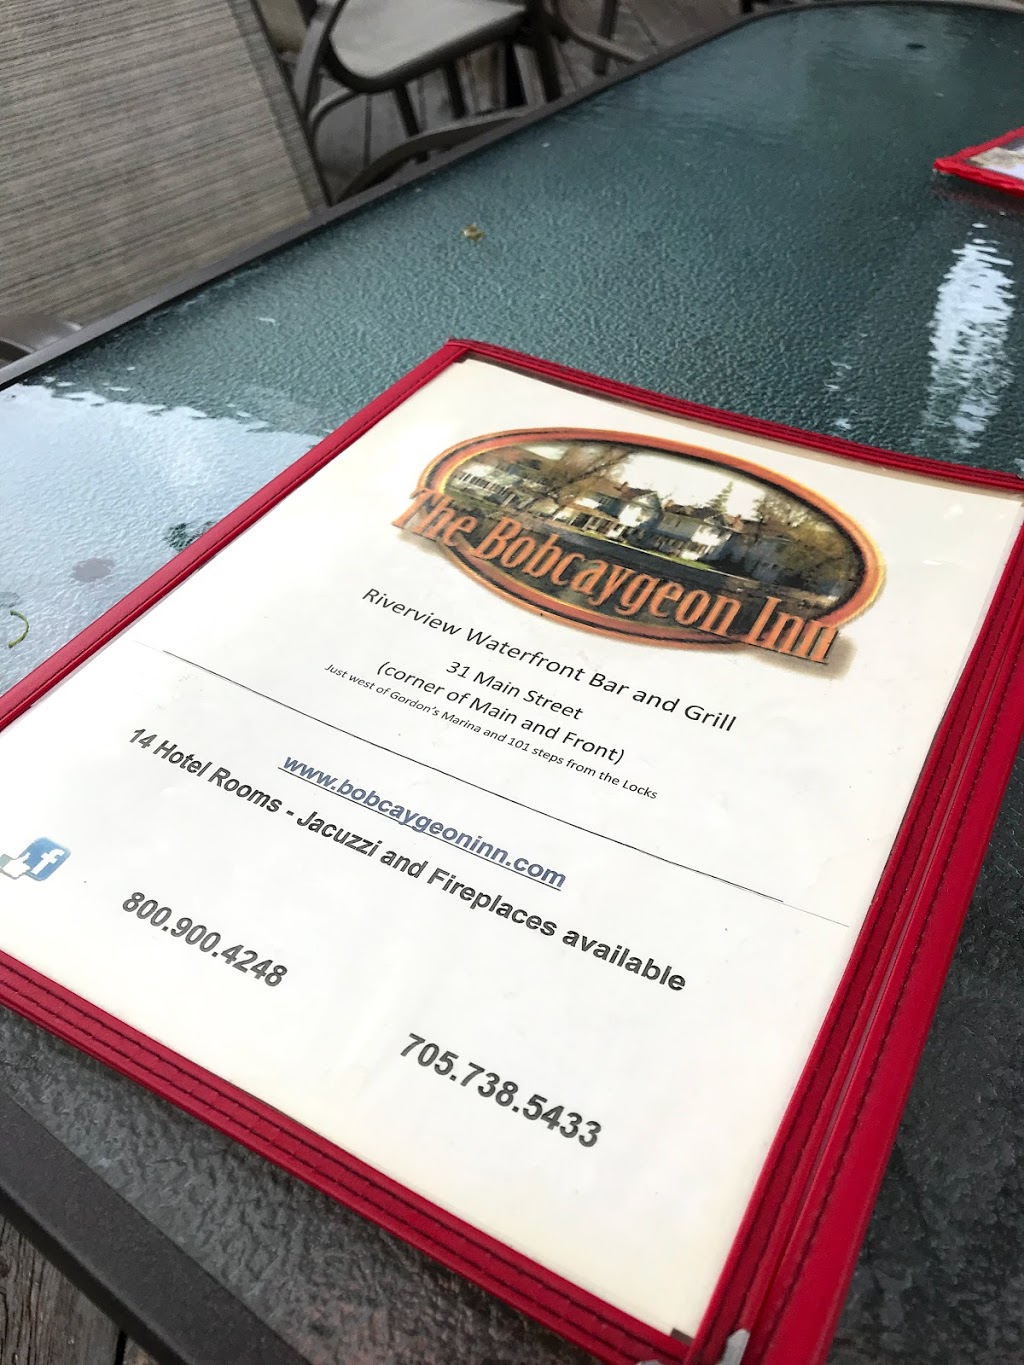 The Bobcaygeon Inn
Riverview Waterfront Bar and Grill
31 Main Street
(corner of Main and Front)
Just west of Gordon's Marina and 101 steps from the Locks
www.bobcaygeoninn.com
14 Hotel Rooms - Jacuzzi and Fireplaces available
f
800.900.4248
705.738.5433